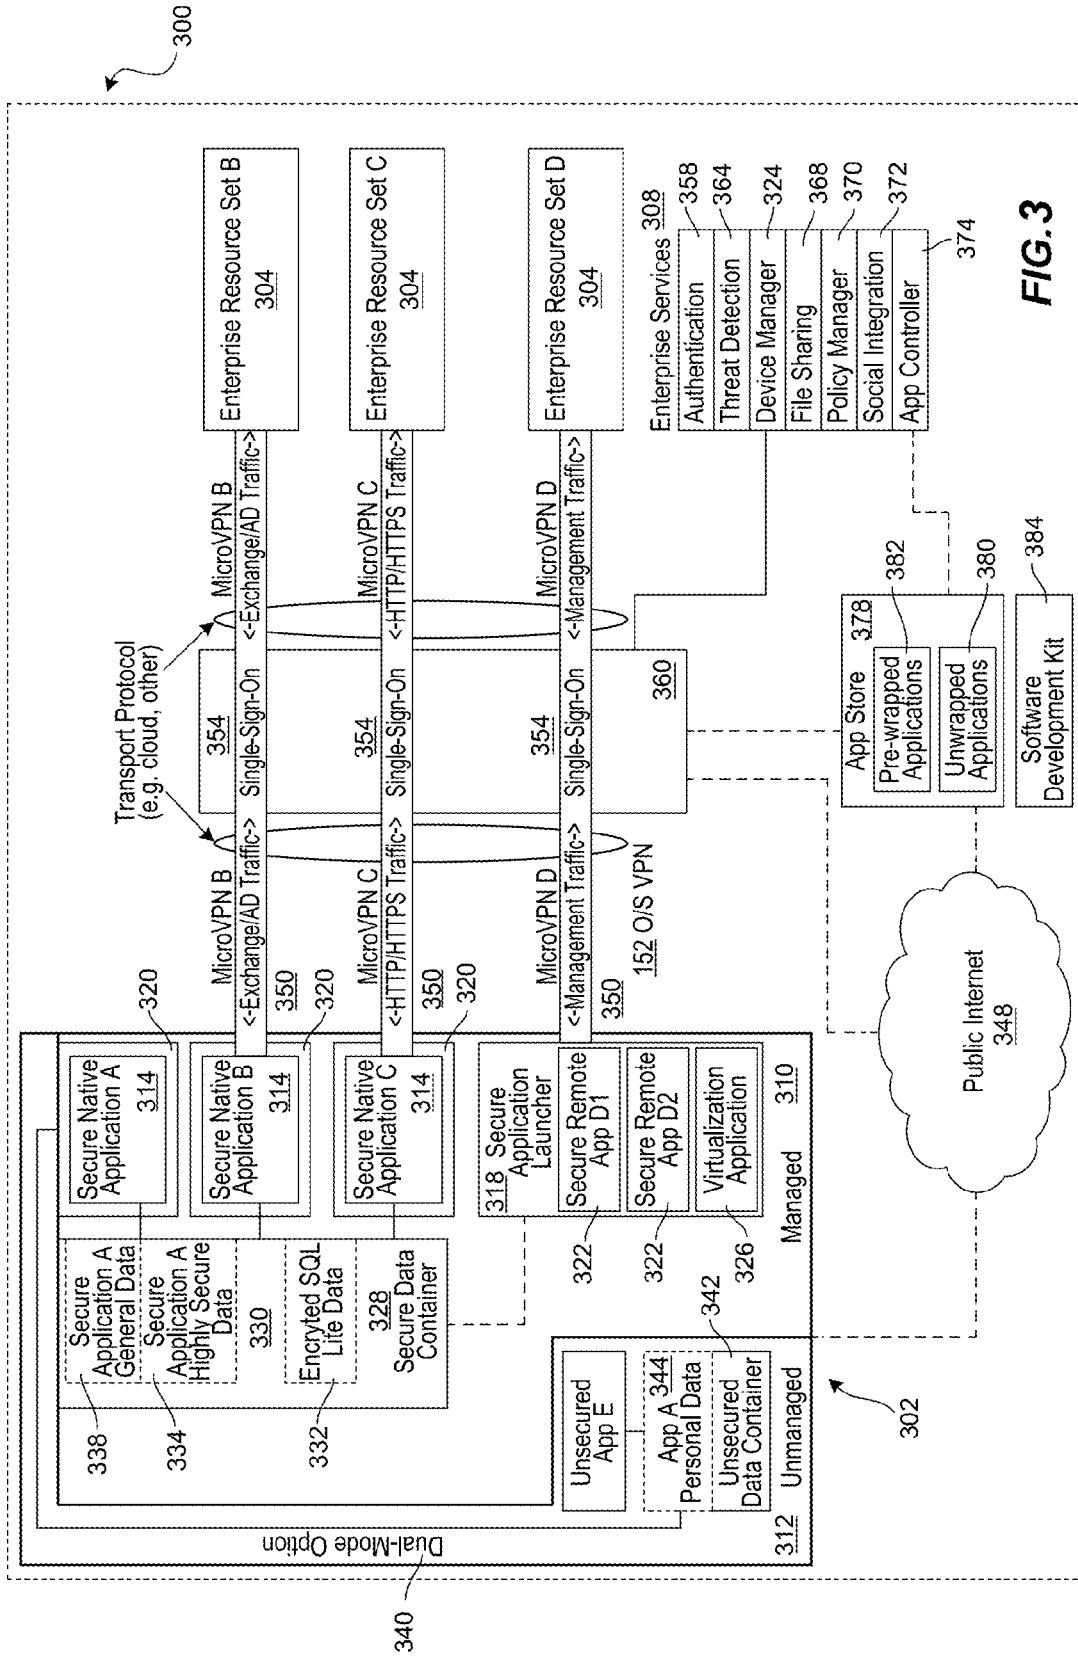 300
340
Dual-Mode Option
338
334
332
Secure
Application A
General Data
Secure
Application A
Highly Secure
Data
330
Encryted SQL
Lite Data
328
Secure Data
Container
Secure Native
Application A
314
320
Secure Native
Application B
314
320
Secure Native
Application C
314
320
318 Secure
Application
Launcher
Secure Remote
App D1
Secure Remote
App D2
Virtualization
Application
322
322
326
310
Managed
Unsecured
App E
App A 344
Personal Data
Unsecured
Data Container
342
312
Unmanaged
302
MicroVPN B
<-Exchange/AD Traffic->
350
MicroVPN C
<-HTTP/HTTPS Traffic->
350
MicroVPN D
<-Management Traffic->
350
152 O/S VPN
Transport Protocol
(e.g. cloud, other)
354
Single-Sign-On
354
Single-Sign-On
354
Single-Sign-On
360
MicroVPN B
<-Exchange/AD Traffic->
MicroVPN C
<-HTTP/HTTPS Traffic->
MicroVPN D
<-Management Traffic->
Enterprise Resource Set B
304
Enterprise Resource Set C
304
Enterprise Resource Set D
304
Enterprise Services 308
Authentication
358
Threat Detection
364
Device Manager
324
File Sharing
368
Policy Manager
370
Social Integration
372
App Controller
374
Public Internet
348
App Store 378
Pre-wrapped
Applications
382
Unwrapped
Applications
380
Software
Development Kit
384
FIG. 3